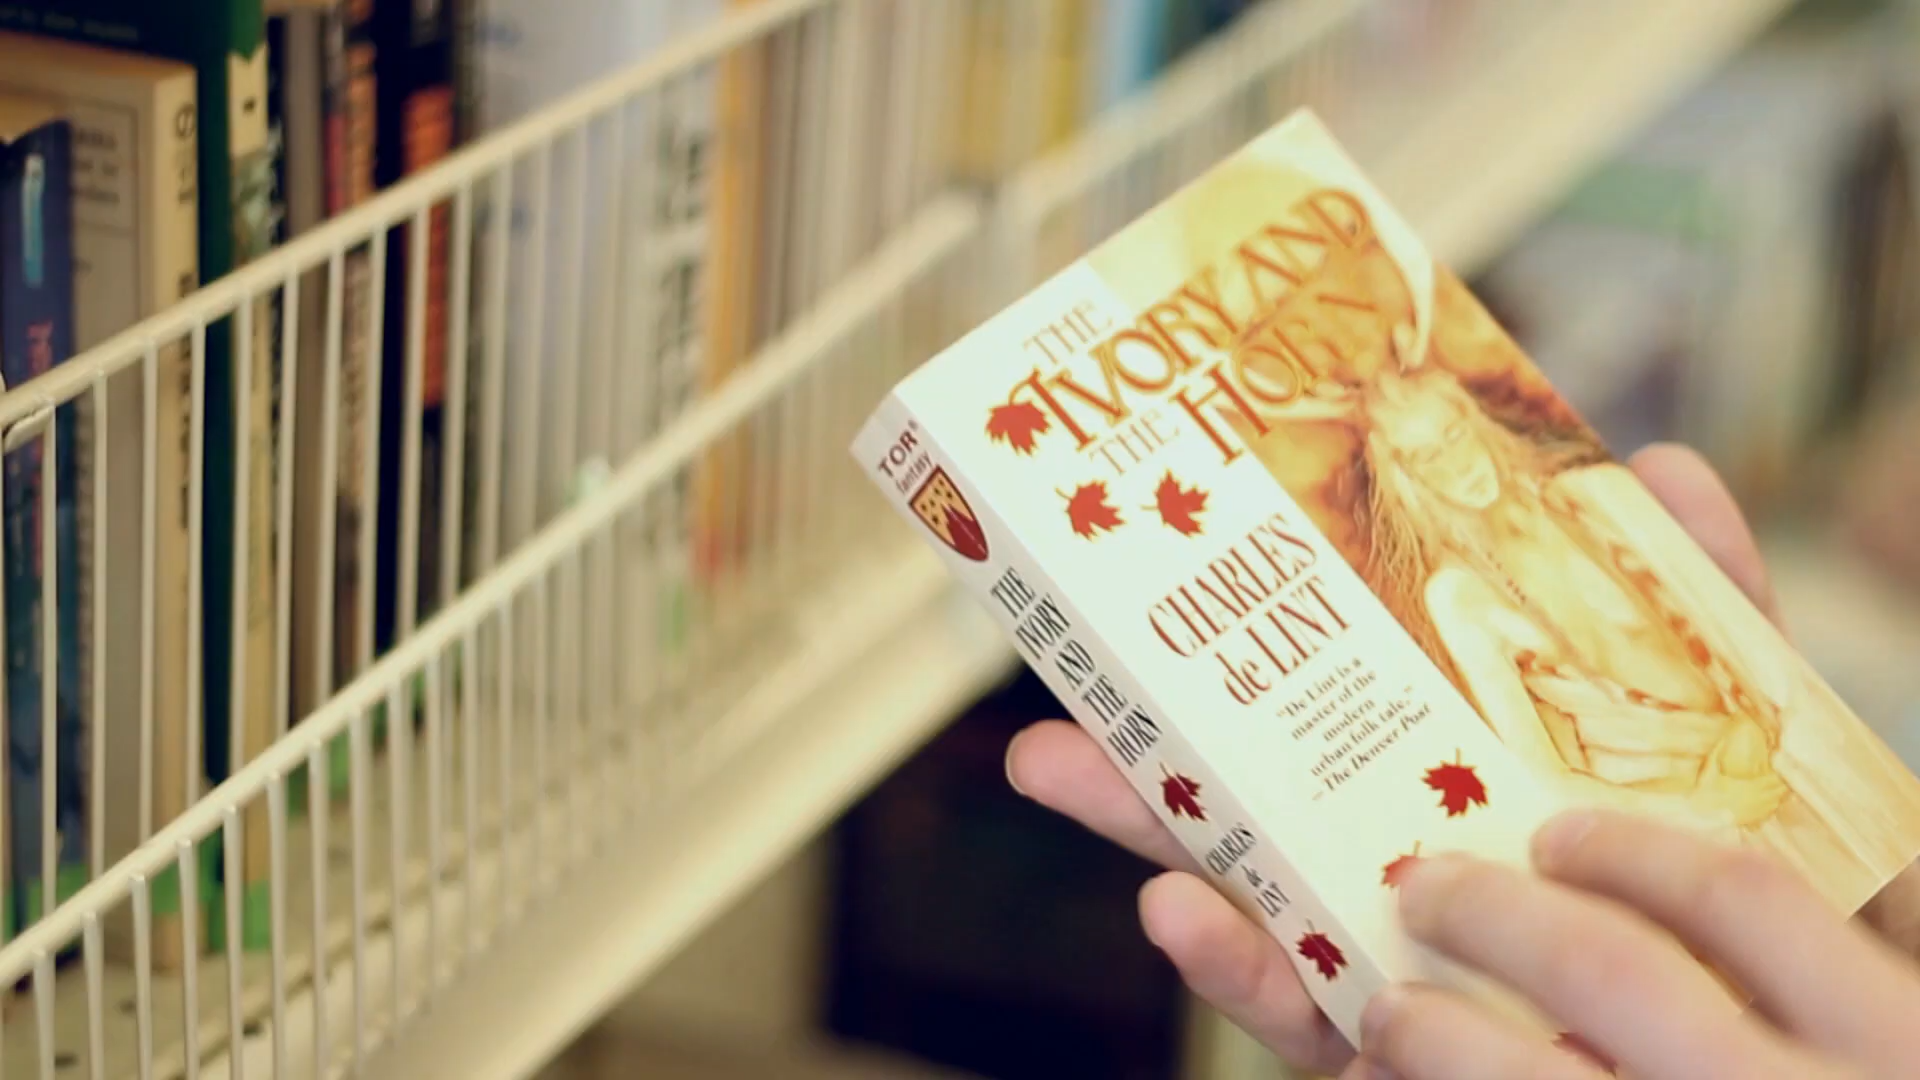 THE
IVORY AND
THE HORN
CHARLES
de LINT
"De Lint is a
master of the
modern
urban folk tale."
—The Denver Post
TOR®
fantasy
THE
IVORY
AND
THE
HORN
CHARLES
de
LINT